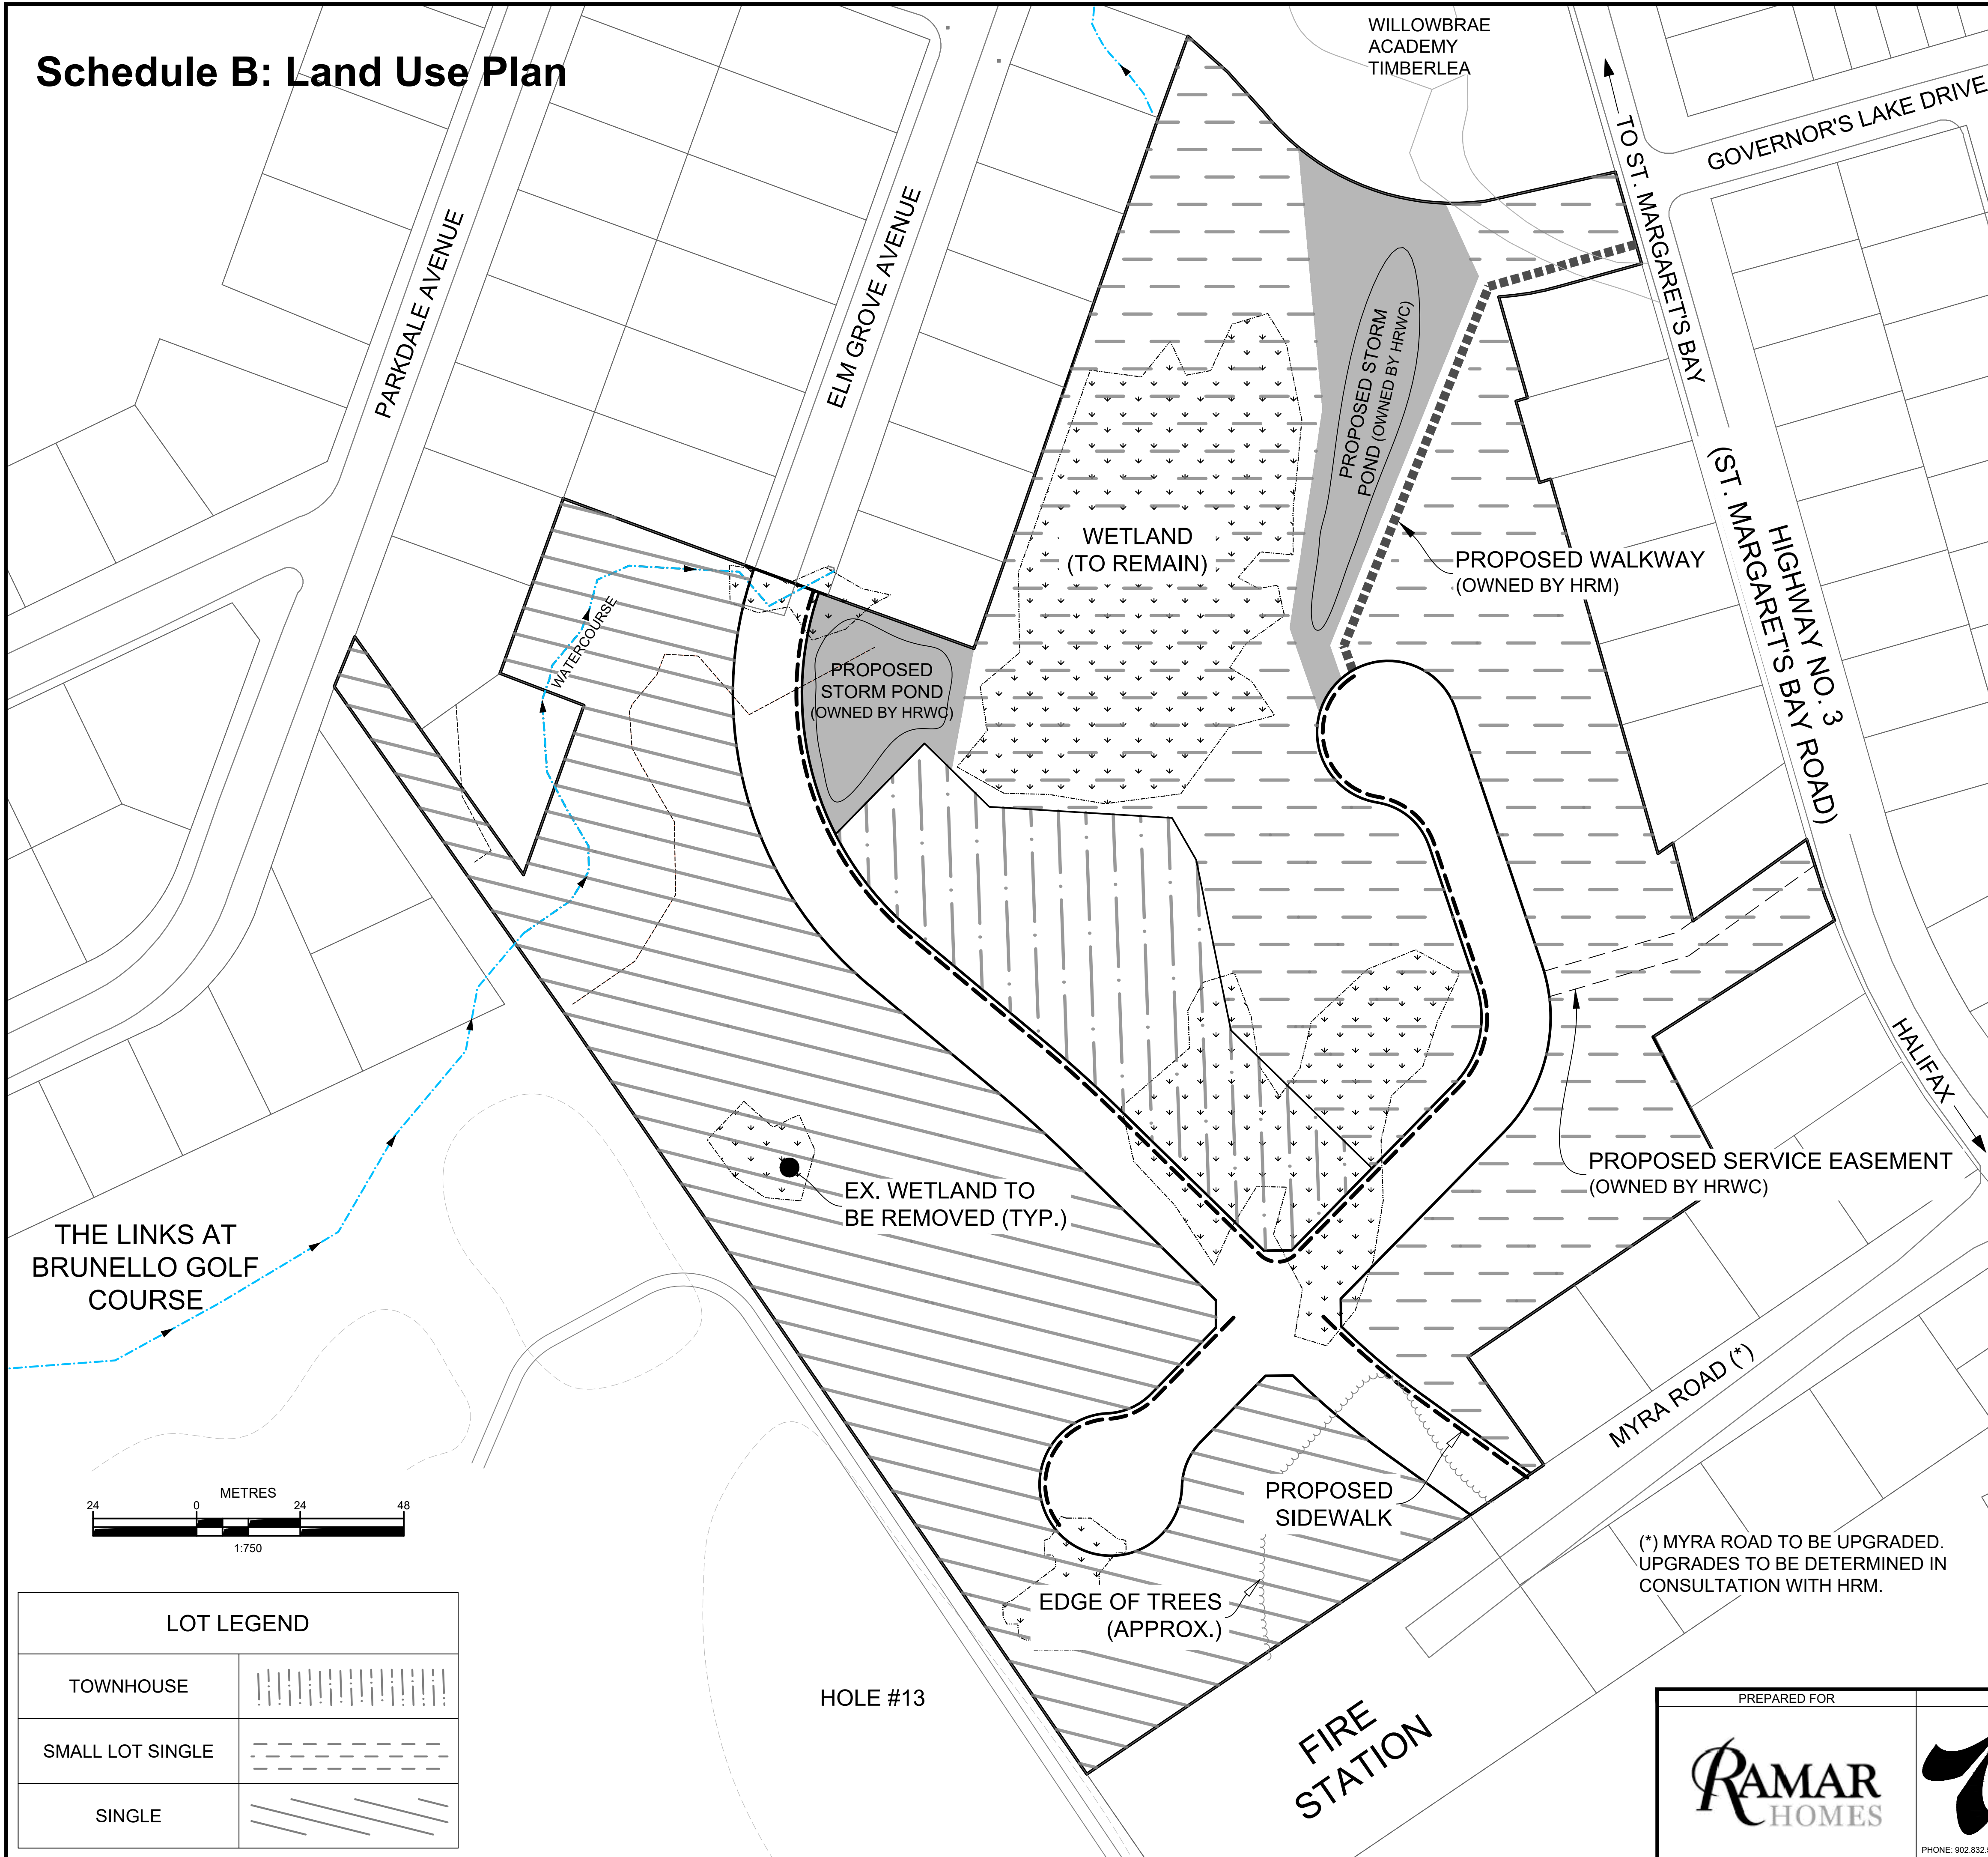 Schedule B: Land Use Plan
WILLOWBRAE
ACADEMY
TIMBERLEA
TO ST. MARGARET'S BAY
GOVERNOR'S LAKE DRIVE
PARKDALE AVENUE
ELM GROVE AVENUE
PROPOSED STORM
POND (OWNED BY HRWC)
WETLAND
(TO REMAIN)
PROPOSED WALKWAY
(OWNED BY HRM)
HIGHWAY NO. 3
(ST. MARGARET'S BAY ROAD)
WATERCOURSE
PROPOSED
STORM POND
(OWNED BY HRWC)
HALIFAX
PROPOSED SERVICE EASEMENT
(OWNED BY HRWC)
EX. WETLAND TO
BE REMOVED (TYP.)
THE LINKS AT
BRUNELLO GOLF
COURSE
MYRA ROAD (*)
PROPOSED
SIDEWALK
METRES
24 0 24 48
1:750
(*) MYRA ROAD TO BE UPGRADED.
UPGRADES TO BE DETERMINED IN
CONSULTATION WITH HRM.
EDGE OF TREES
(APPROX.)
LOT LEGEND
TOWNHOUSE
SMALL LOT SINGLE
SINGLE
HOLE #13
FIRE
STATION
PREPARED FOR
RAMAR
HOMES
PHONE: 902.832.